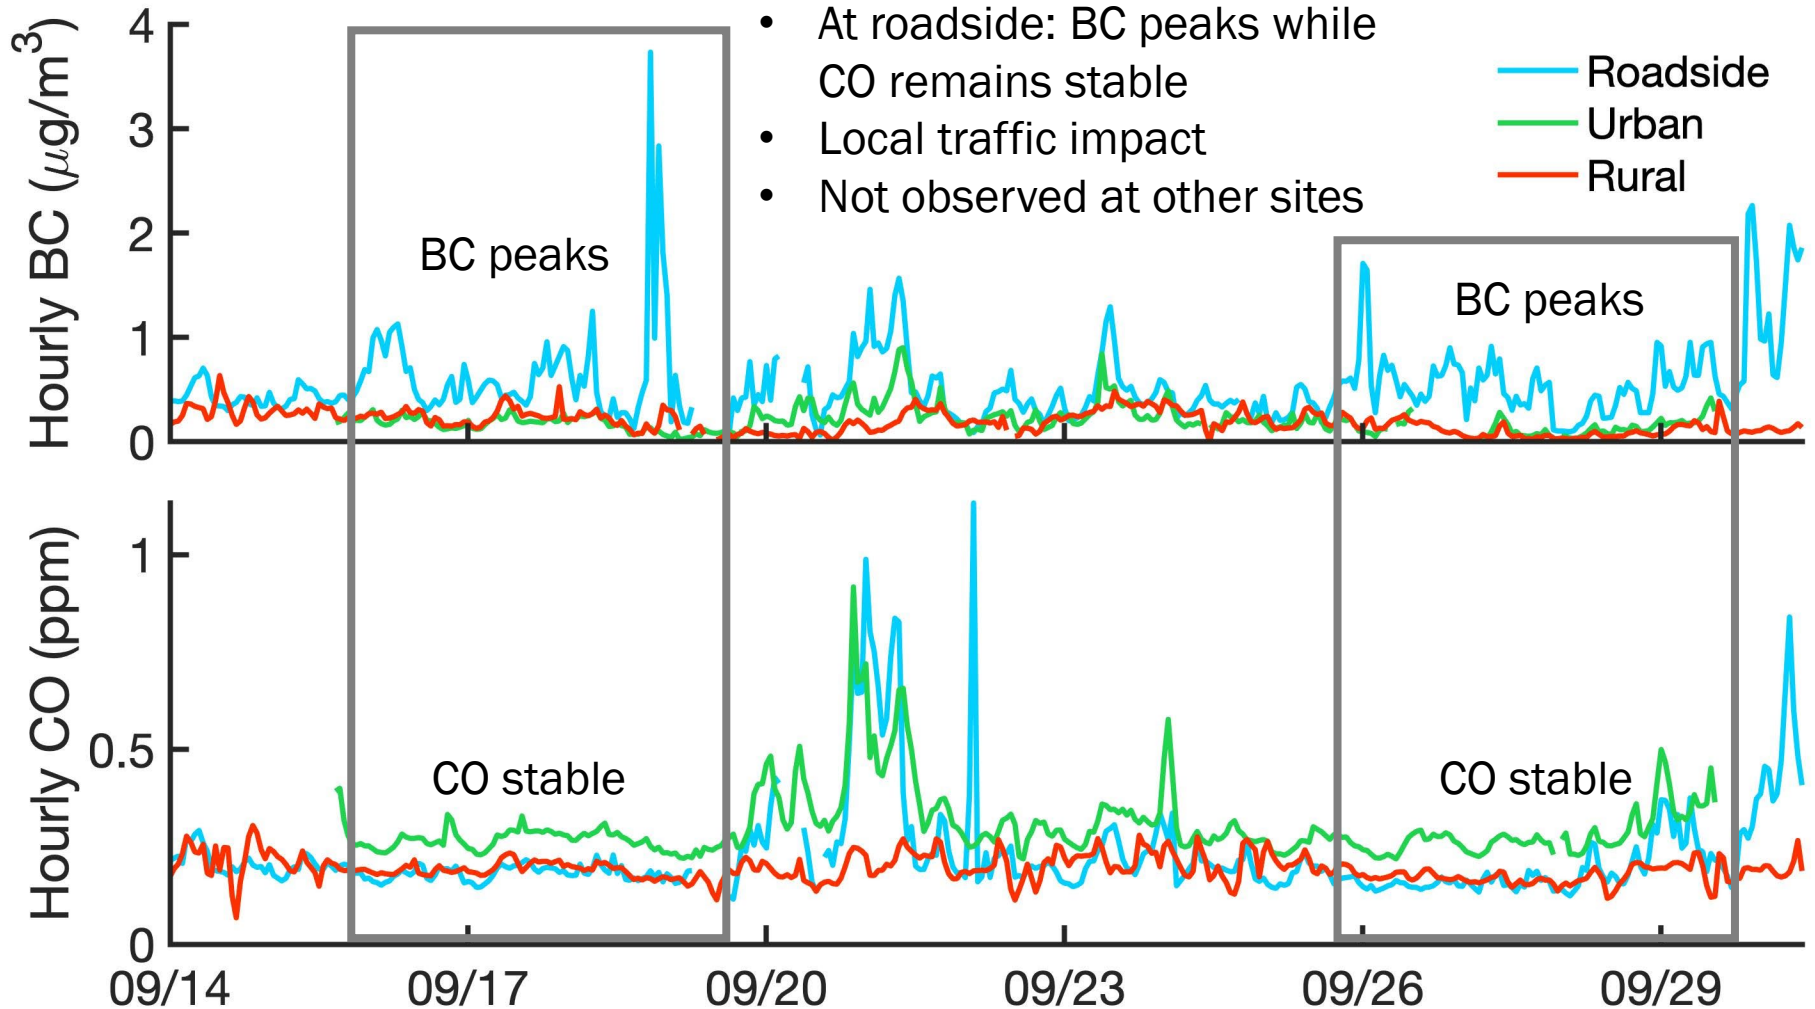 • At roadside: BC peaks while
CO remains stable
• Local traffic impact
• Not observed at other sites
Roadside
Urban
Rural
Hourly BC (μg/m³)
4
3
2
1
0
BC peaks
BC peaks
Hourly CO (ppm)
1
0.5
0
CO stable
CO stable
09/14 09/17 09/20 09/23 09/26 09/29